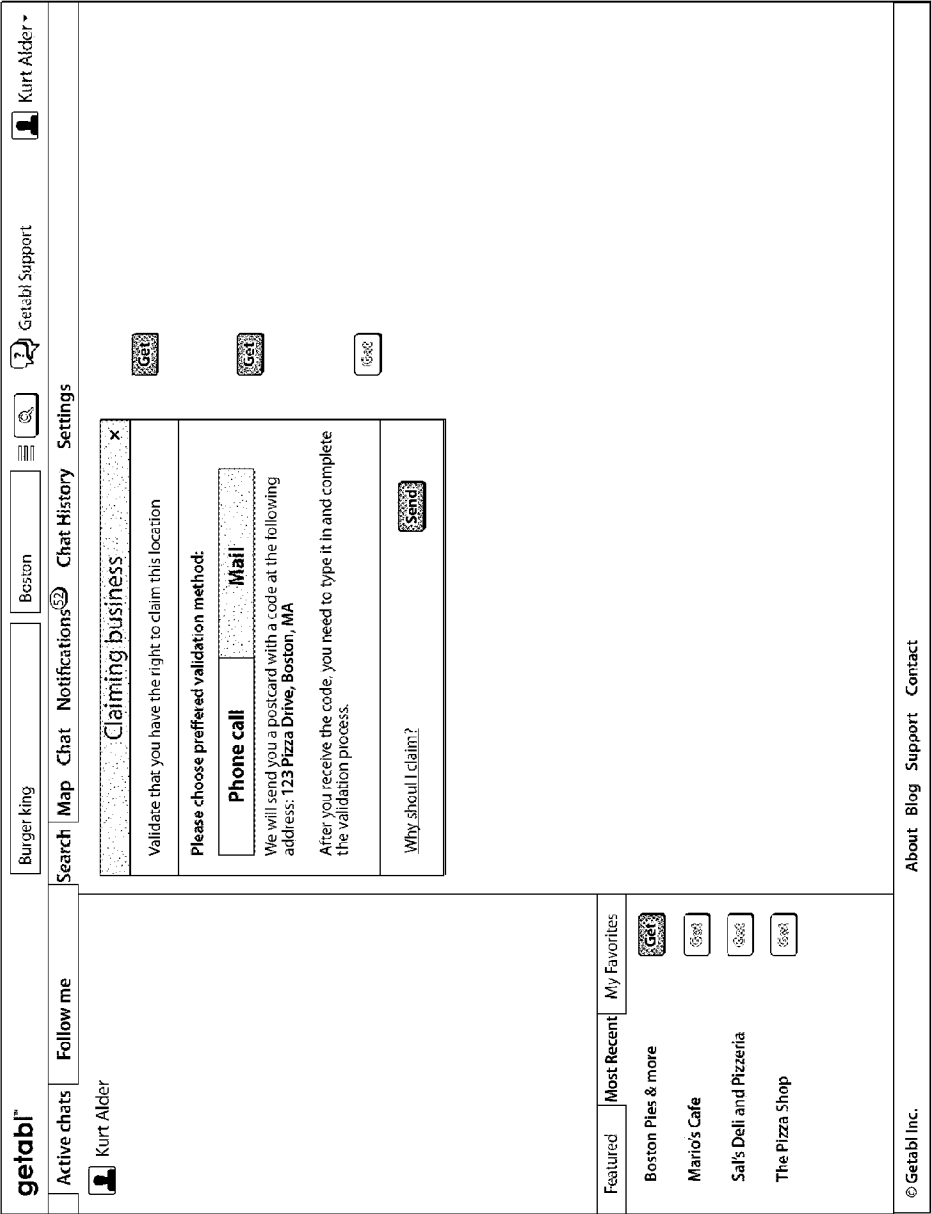 getabl™ Burger king Boston Getabl Support Kurt Alder
Active chats Follow me Search Map Chat Notifications 52 Chat History Settings
Kurt Alder
Claiming business x
Validate that you have the right to claim this location
Please choose preffered validation method:
Phone call Mail
We will send you a postcard with a code at the following
address: 123 Pizza Drive, Boston, MA
After you receive the code, you need to type it in and complete
the validation process.
Why shoul I claim? Send
Get
Get
Get
Featured Most Recent My Favorites
Boston Pies & more Get
Mario's Cafe Get
Sal's Deli and Pizzeria Get
The Pizza Shop Get
© Getabl Inc. About Blog Support Contact